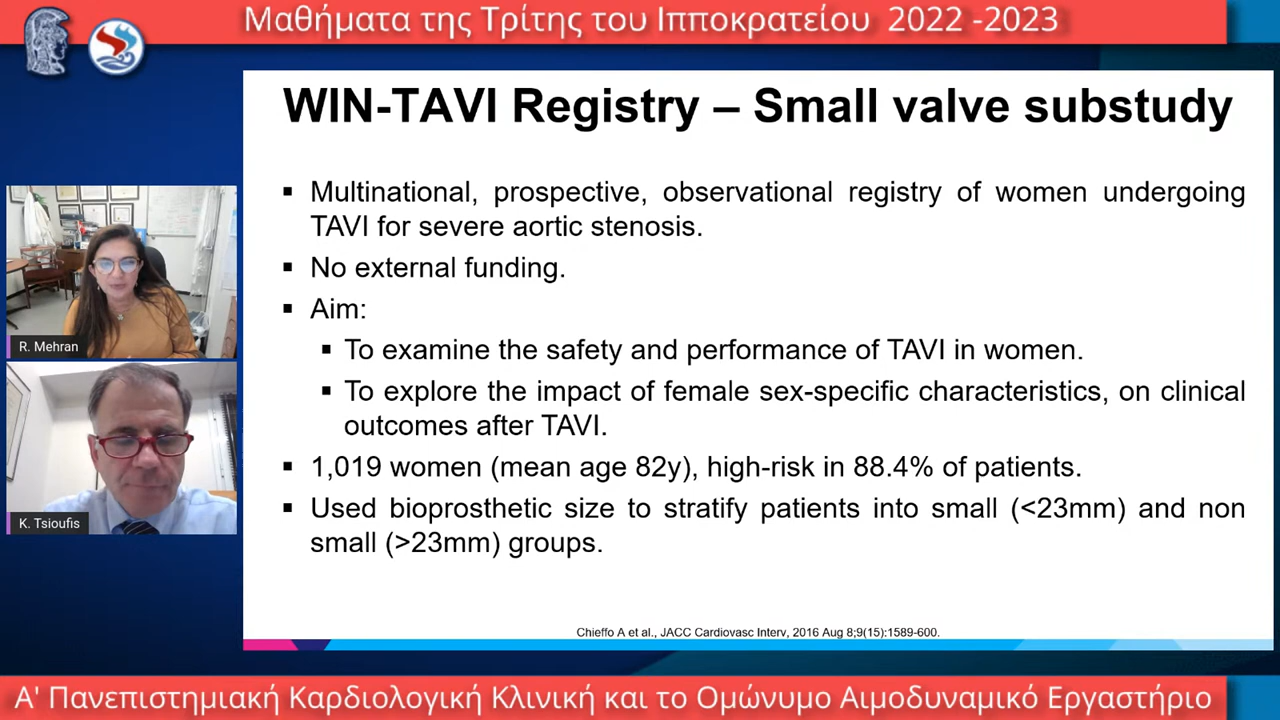 Μαθήματα της Τρίτης του Ιπποκρατείου 2022 -2023
WIN-TAVI Registry – Small valve substudy
▪ Multinational, prospective, observational registry of women undergoing
TAVI for severe aortic stenosis.
▪ No external funding.
▪ Aim:
▪ To examine the safety and performance of TAVI in women.
▪ To explore the impact of female sex-specific characteristics, on clinical
outcomes after TAVI.
▪ 1,019 women (mean age 82y), high-risk in 88.4% of patients.
▪ Used bioprosthetic size to stratify patients into small (<23mm) and non
small (>23mm) groups.
Chieffo A et al., JACC Cardiovasc Interv, 2016 Aug 8;9(15):1589-600.
R. Mehran
K. Tsioufis
Α' Πανεπιστημιακή Καρδιολογική Κλινική και το Ομώνυμο Αιμοδυναμικό Εργαστήριο